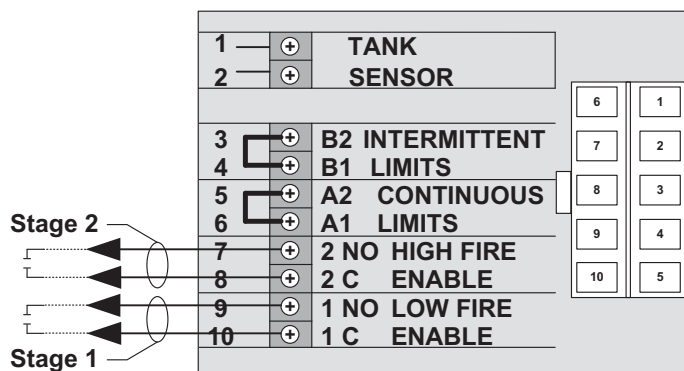 1 TANK
2 SENSOR
3 B2 INTERMITTENT
4 B1 LIMITS
5 A2 CONTINUOUS
6 A1 LIMITS
Stage 2
7 2 NO HIGH FIRE
8 2 C ENABLE
9 1 NO LOW FIRE
10 1 C ENABLE
Stage 1
6 1
7 2
8 3
9 4
10 5